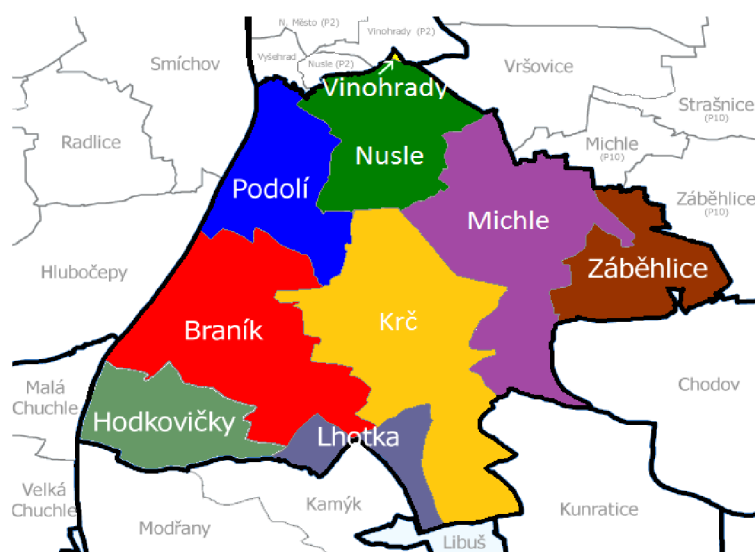 N. Město (P2)
Vinohrady (P2)
Vyšehrad
Nusle (P2)
Smíchov
Vršovice
Vinohrady
Strašnice
(P10)
Radlice
Michle
(P10)
Nusle
Podolí
Michle
Záběhlice
(P10)
Hlubočepy
Záběhlice
Braník
Krč
Malá
Chuchle
Chodov
Hodkovičky
Lhotka
Velká
Chuchle
Kamýk
Kunratice
Modřany
Libuš